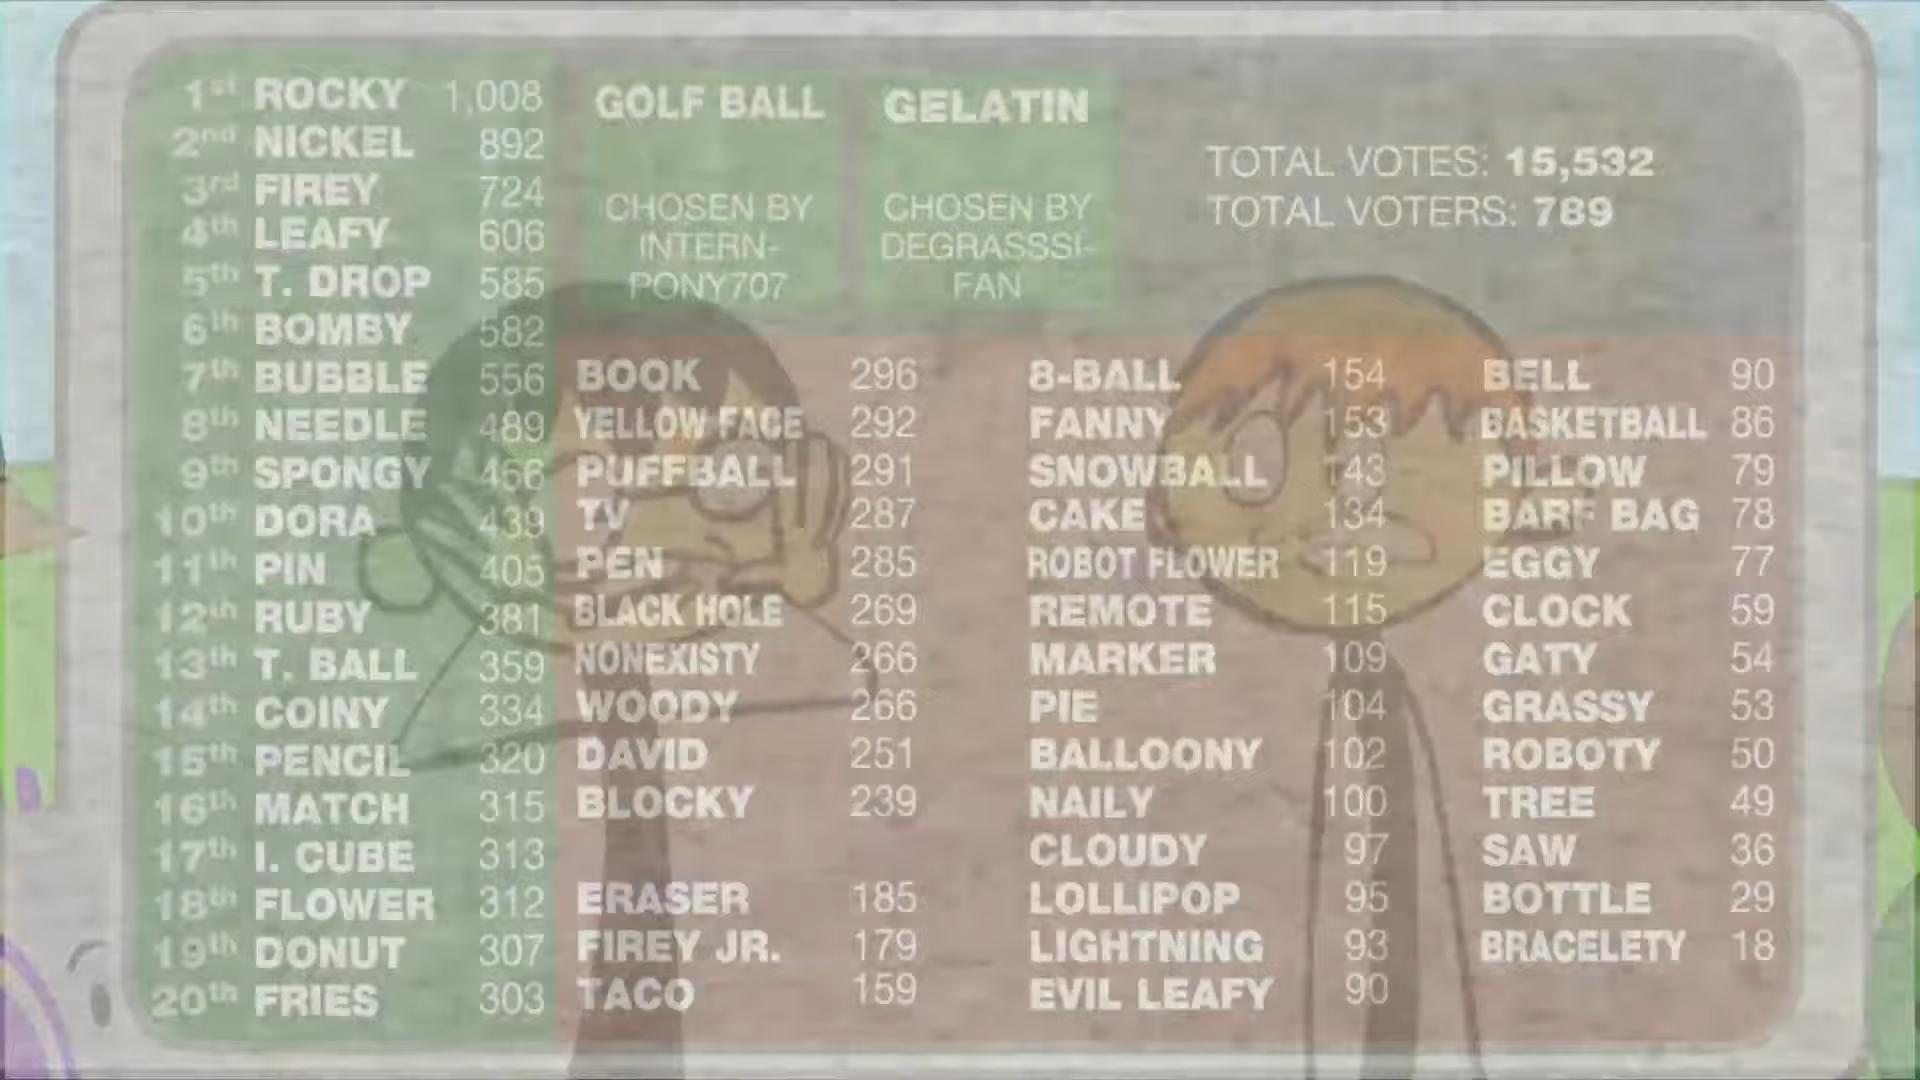 1st ROCKY 1,008
2nd NICKEL 892
3rd FIREY 724
4th LEAFY 606
5th T. DROP 585
6th BOMBY 582
7th BUBBLE 556
8th NEEDLE 489
9th SPONGY 466
10th DORA 439
11th PIN 405
12th RUBY 381
13th T. BALL 359
14th COINY 334
15th PENCIL 320
16th MATCH 315
17th I. CUBE 313
18th FLOWER 312
19th DONUT 307
20th FRIES 303
GOLF BALL
CHOSEN BY
INTERN-
PONY707
GELATIN
CHOSEN BY
DEGRASSSI-
FAN
TOTAL VOTES: 15,532
TOTAL VOTERS: 789
BOOK 296
YELLOW FACE 292
PUFFBALL 291
TV 287
PEN 285
BLACK HOLE 269
NONEXISTY 266
WOODY 266
DAVID 251
BLOCKY 239
ERASER 185
FIREY JR. 179
TACO 159
8-BALL 154
FANNY 153
SNOWBALL 143
CAKE 134
ROBOT FLOWER 119
REMOTE 115
MARKER 109
PIE 104
BALLOONY 102
NAILY 100
CLOUDY 97
LOLLIPOP 95
LIGHTNING 93
EVIL LEAFY 90
BELL 90
BASKETBALL 86
PILLOW 79
BARF BAG 78
EGGY 77
CLOCK 59
GATY 54
GRASSY 53
ROBOTY 50
TREE 49
SAW 36
BOTTLE 29
BRACELETY 18